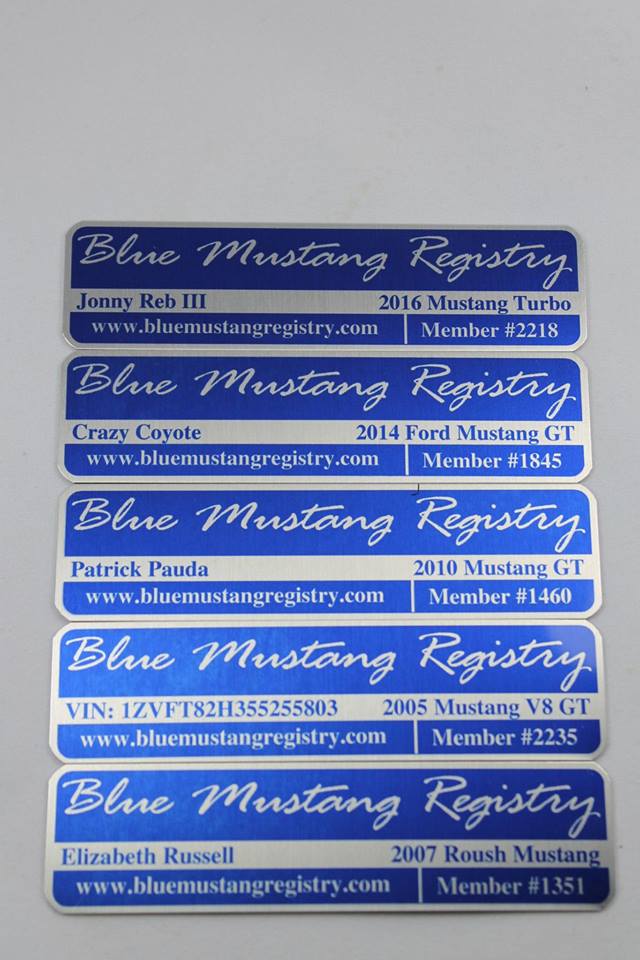 Blue Mustang Registry
Jonny Reb III 2016 Mustang Turbo
www.bluemustangregistry.com Member #2218
Blue Mustang Registry
Crazy Coyote 2014 Ford Mustang GT
www.bluemustangregistry.com Member #1845
Blue Mustang Registry
Patrick Pauda 2010 Mustang GT
www.bluemustangregistry.com Member #1460
Blue Mustang Registry
VIN: 1ZVFT82H355255803 2005 Mustang V8 GT
www.bluemustangregistry.com Member #2235
Blue Mustang Registry
Elizabeth Russell 2007 Roush Mustang
www.bluemustangregistry.com Member #1351